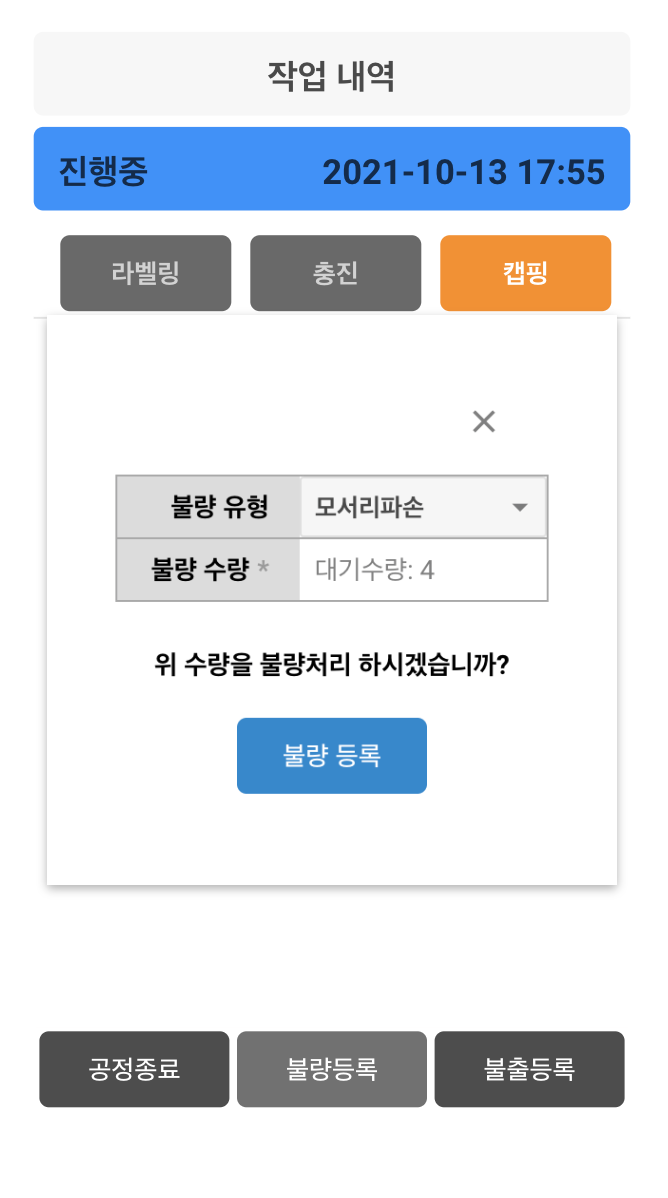 작업 내역
진행중 2021-10-13 17:55
라벨링 충진 캡핑
×
불량 유형 모서리파손
불량 수량 * 대기수량: 4
위 수량을 불량처리 하시겠습니까?
불량 등록
공정종료 불량등록 불출등록